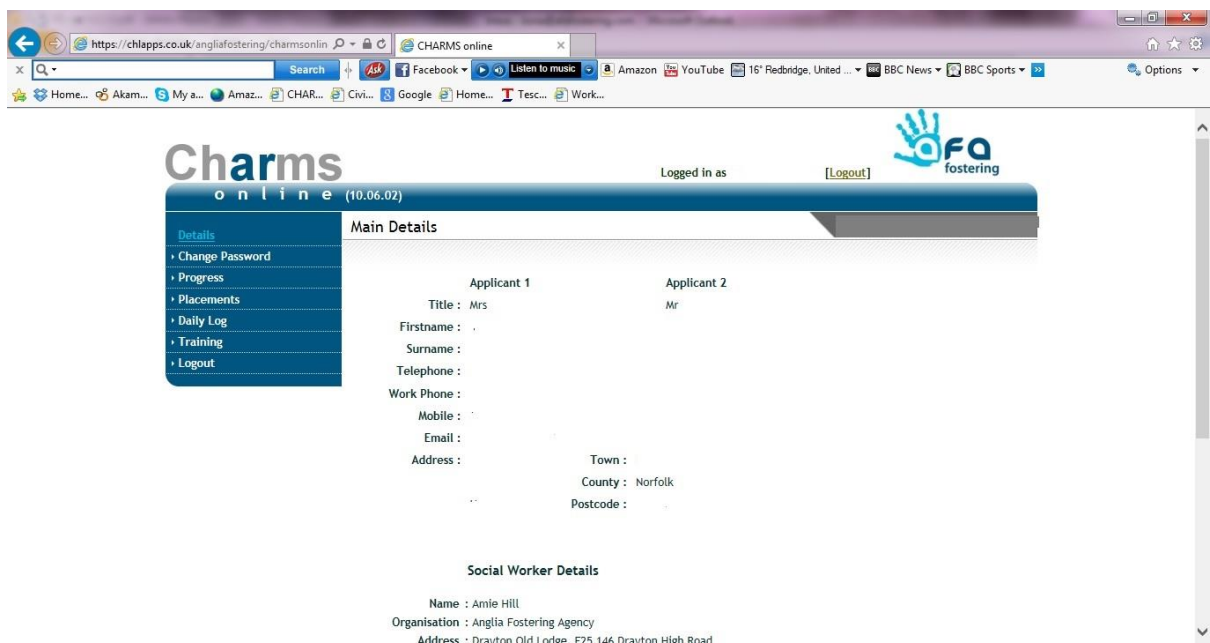 https://chlapps.co.uk/angliafostering/charmsonlin
CHARMS online
Search
Ask
Facebook
Listen to music
Amazon
YouTube
16° Redbridge, United ...
BBC News
BBC Sports
Options
Home...
Akam...
My a...
Amaz...
CHAR...
Civi...
Google
Home...
Tesc...
Work...
Charms
online (10.06.02)
Logged in as
[Logout]
afa
fostering
Details
Change Password
Progress
Placements
Daily Log
Training
Logout
Main Details
Applicant 1 Applicant 2
Title : Mrs Mr
Firstname :
Surname :
Telephone :
Work Phone :
Mobile :
Email :
Address : Town :
County : Norfolk
Postcode :
Social Worker Details
Name : Amie Hill
Organisation : Anglia Fostering Agency
Address : Drayton Old Lodge, F25 146 Drayton High Road